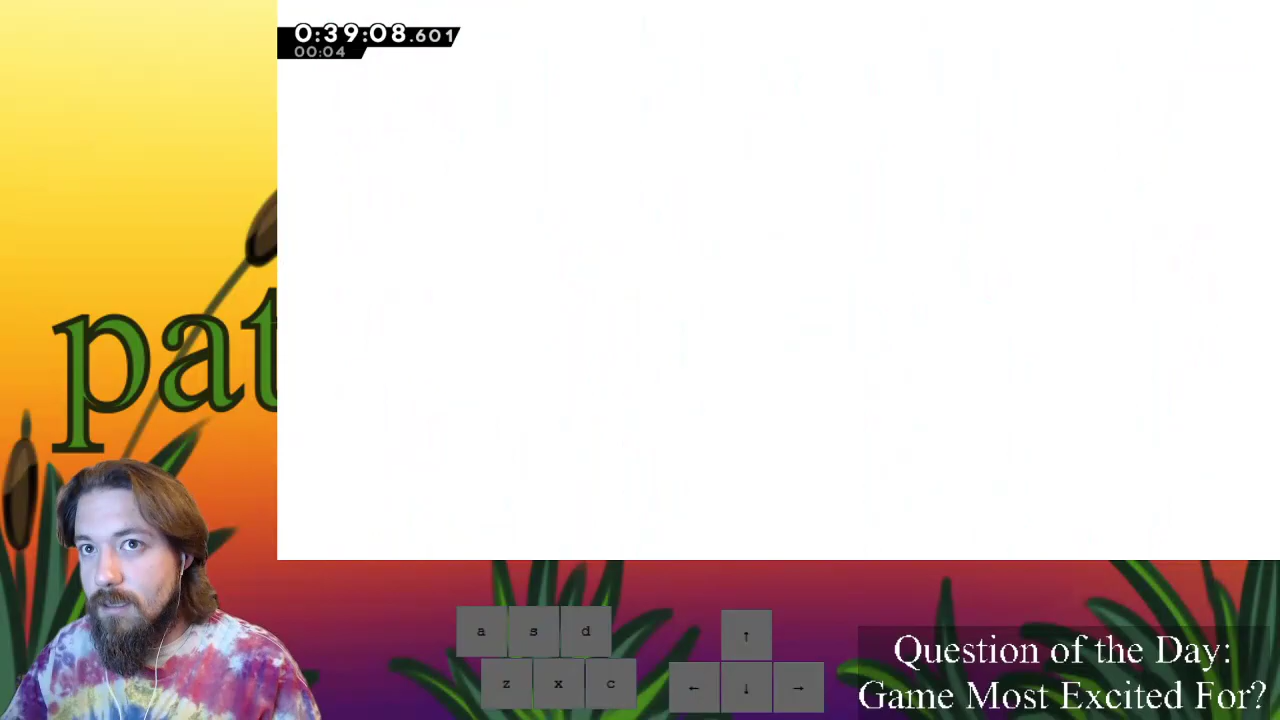 0:39:08.601
00:04
pat
a s d
z x c
↑
← ↓ →
Question of the Day:
Game Most Excited For?